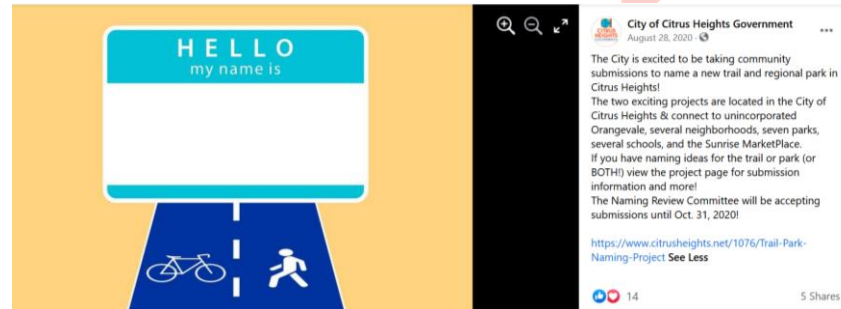 HELLO
my name is
City of Citrus Heights Government
August 28, 2020 ·
The City is excited to be taking community
submissions to name a new trail and regional park in
Citrus Heights!
The two exciting projects are located in the City of
Citrus Heights & connect to unincorporated
Orangevale, several neighborhoods, seven parks,
several schools, and the Sunrise MarketPlace.
If you have naming ideas for the trail or park (or
BOTH!) view the project page for submission
information and more!
The Naming Review Committee will be accepting
submissions until Oct. 31, 2020!
https://www.citrusheights.net/1076/Trail-Park-
Naming-Project See Less
14
5 Shares